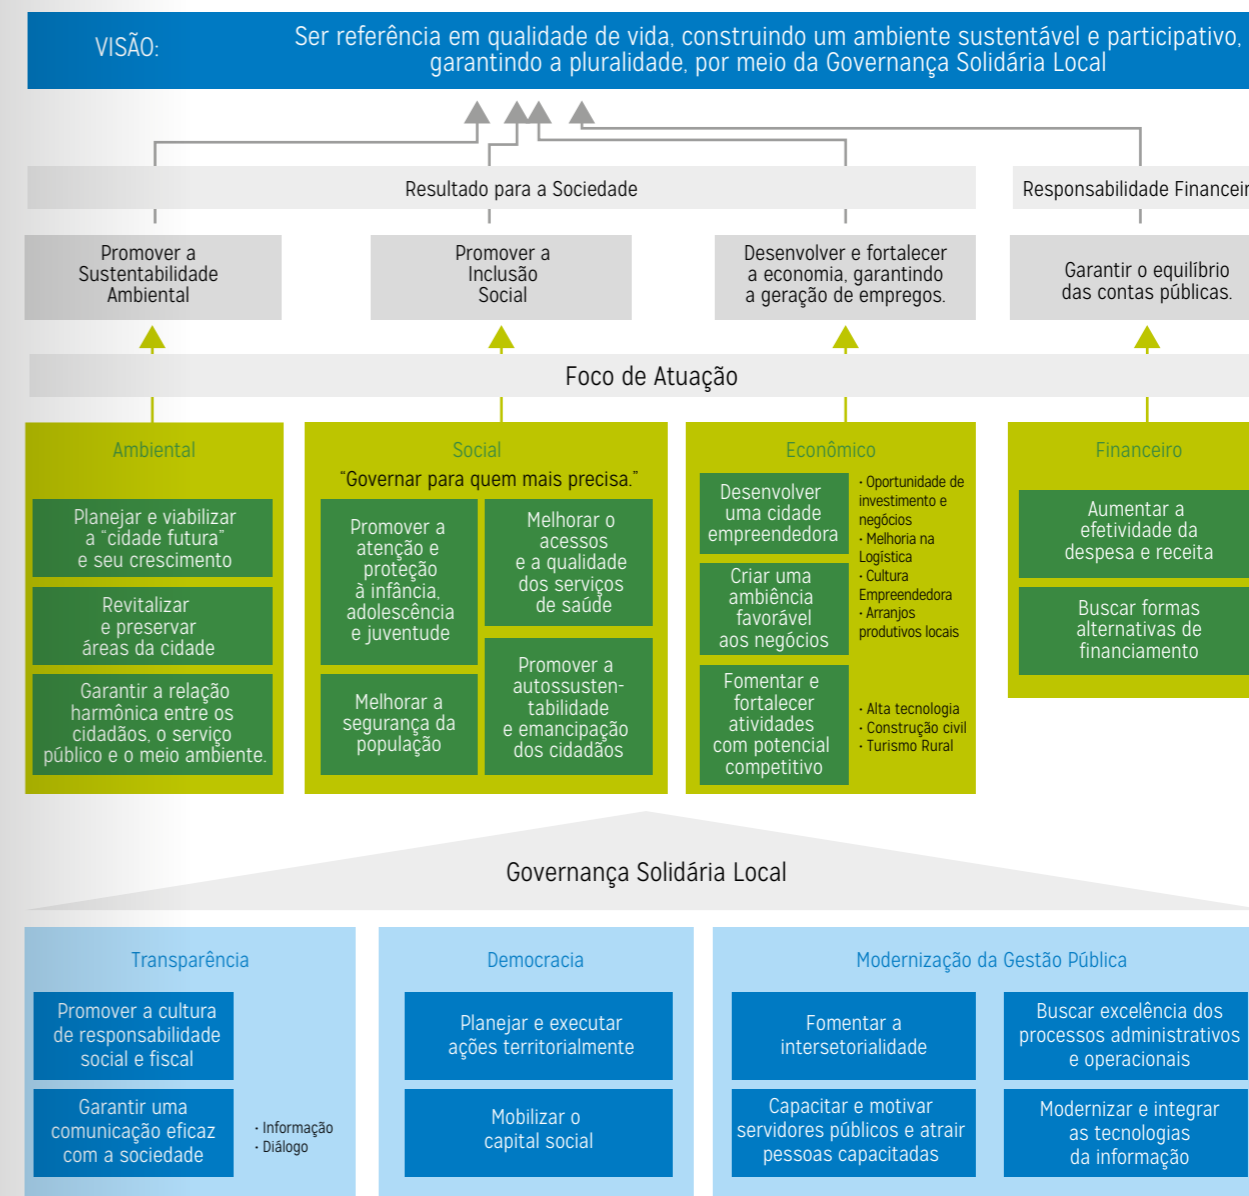 VISÃO:
Ser referência em qualidade de vida, construindo um ambiente sustentável e participativo,
garantindo a pluralidade, por meio da Governança Solidária Local
Resultado para a Sociedade
Responsabilidade Financeir
Promover a
Sustentabilidade
Ambiental
Promover a
Inclusão
Social
Desenvolver e fortalecer
a economia, garantindo
a geração de empregos.
Garantir o equilíbrio
das contas públicas.
Foco de Atuação
Ambiental
Planejar e viabilizar
a "cidade futura"
e seu crescimento
Revitalizar
e preservar
áreas da cidade
Garantir a relação
harmônica entre os
cidadãos, o serviço
público e o meio ambiente.
Social
"Governar para quem mais precisa."
Promover a
atenção e
proteção
à infância,
adolescência
e juventude
Melhorar o
acessos
e a qualidade
dos serviços
de saúde
Melhorar a
segurança da
população
Promover a
autossusten-
tabilidade
e emancipação
dos cidadãos
Econômico
Desenvolver
uma cidade
empreendedora
Criar uma
ambiência
favorável
aos negócios
· Oportunidade de
investimento e
negócios
· Melhoria na
Logística
· Cultura
Empreendedora
· Arranjos
produtivos locais
Fomentar e
fortalecer
atividades
com potencial
competitivo
· Alta tecnologia
· Construção civil
· Turismo Rural
Financeiro
Aumentar a
efetividade da
despesa e receita
Buscar formas
alternativas de
financiamento
Governança Solidária Local
Transparência
Promover a cultura
de responsabilidade
social e fiscal
Garantir uma
comunicação eficaz
com a sociedade
· Informação
· Diálogo
Democracia
Planejar e executar
ações territorialmente
Mobilizar o
capital social
Modernização da Gestão Pública
Fomentar a
intersetorialidade
Buscar excelência dos
processos administrativos
e operacionais
Capacitar e motivar
servidores públicos e atrair
pessoas capacitadas
Modernizar e integrar
as tecnologias
da informação